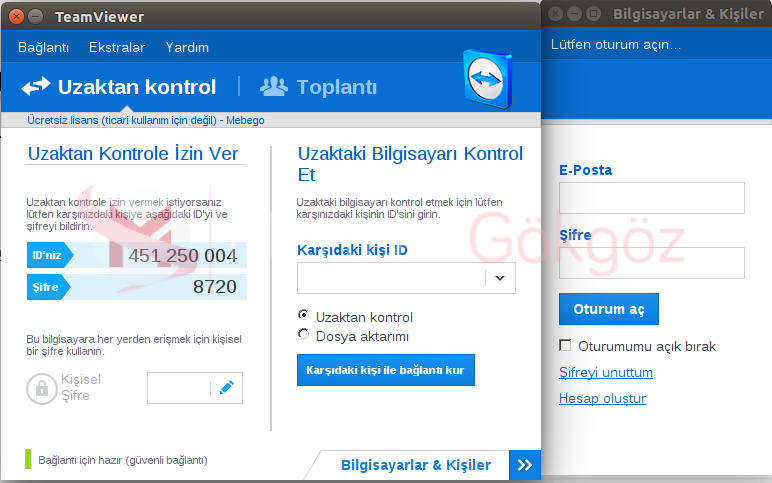 TeamViewer
Bağlantı Ekstralar Yardım
Uzaktan kontrol
Toplantı
Ücretsiz lisans (ticari kullanım için değil) - Mebego
Uzaktan Kontrole İzin Ver
Uzaktan kontrole izin vermek istiyorsanız
lütfen karşınızdaki kişiye aşağıdaki ID'yi ve
şifreyi bildirin.
ID'niz 451 250 004
Şifre 8720
Bu bilgisayara her yerden erişmek için kişisel
bir şifre kullanın.
Kişisel
Şifre
Uzaktaki Bilgisayarı Kontrol
Et
Uzaktaki bilgisayarı kontrol etmek için lütfen
karşınızdaki kişinin ID'sini girin.
Karşıdaki kişi ID
Uzaktan kontrol
Dosya aktarımı
Karşıdaki kişi ile bağlantı kur
Bağlantı için hazır (güvenli bağlantı)
Bilgisayarlar & Kişiler
Bilgisayarlar & Kişiler
Lütfen oturum açın...
E-Posta
Şifre
Oturum aç
Oturumumu açık bırak
Şifreyi unuttum
Hesap oluştur
Gökgöz